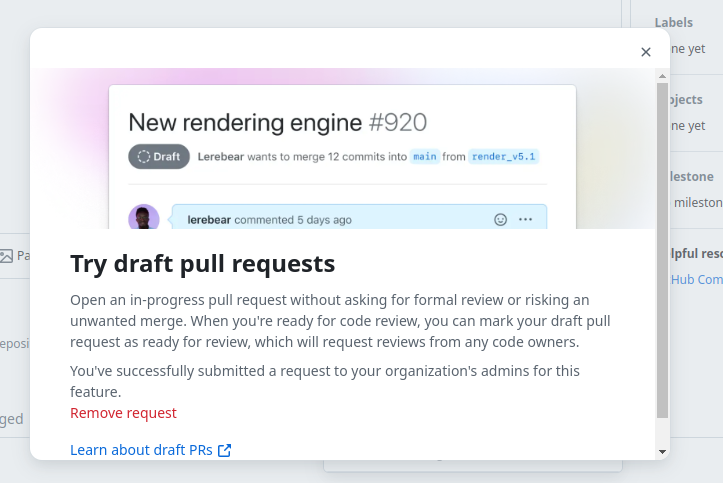 Labels
ne yet
New rendering engine #920
Draft Lerebear wants to merge 12 commits into main from render_v5.1
ojects
ne yet
lestone
mileston
lerebear commented 5 days ago
Pa
Try draft pull requests
lpful reso
Hub Com
Open an in-progress pull request without asking for formal review or risking an
unwanted merge. When you're ready for code review, you can mark your draft pull
request as ready for review, which will request reviews from any code owners.
eposi
You've successfully submitted a request to your organization's admins for this
feature.
Remove request
ged
Learn about draft PRs